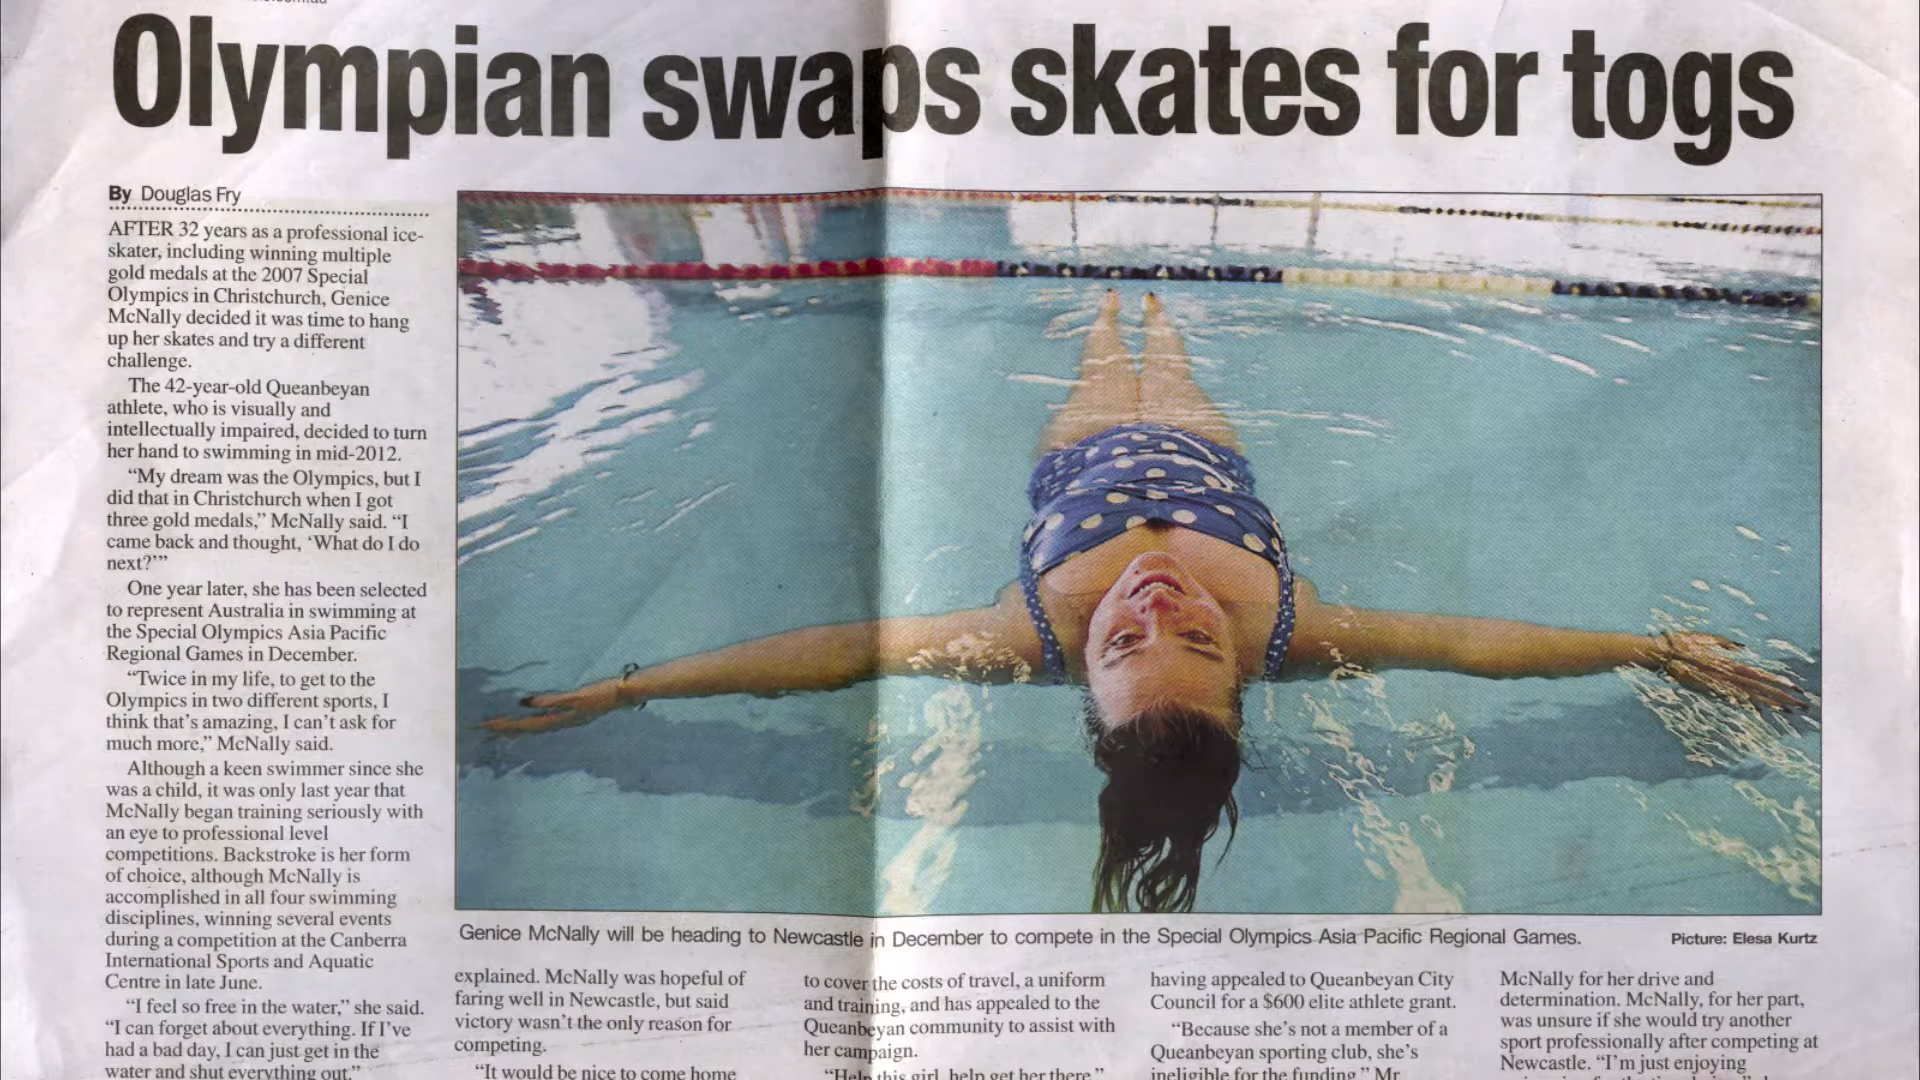 Olympian swaps skates for togs
By Douglas Fry
AFTER 32 years as a professional ice-
skater, including winning multiple
gold medals at the 2007 Special
Olympics in Christchurch, Genice
McNally decided it was time to hang
up her skates and try a different
challenge.
The 42-year-old Queanbeyan
athlete, who is visually and
intellectually impaired, decided to turn
her hand to swimming in mid-2012.
“My dream was the Olympics, but I
did that in Christchurch when I got
three gold medals,” McNally said. “I
came back and thought, ‘What do I do
next?’”
One year later, she has been selected
to represent Australia in swimming at
the Special Olympics Asia Pacific
Regional Games in December.
“Twice in my life, to get to the
Olympics in two different sports, I
think that’s amazing, I can’t ask for
much more,” McNally said.
Although a keen swimmer since she
was a child, it was only last year that
McNally began training seriously with
an eye to professional level
competitions. Backstroke is her form
of choice, although McNally is
accomplished in all four swimming
disciplines, winning several events
during a competition at the Canberra
International Sports and Aquatic
Centre in late June.
“I feel so free in the water,” she said.
“I can forget about everything. If I’ve
had a bad day, I can just get in the
water and shut everything out.”
Genice McNally will be heading to Newcastle in December to compete in the Special Olympics Asia Pacific Regional Games.
Picture: Elesa Kurtz
explained. McNally was hopeful of
faring well in Newcastle, but said
victory wasn’t the only reason for
competing.
“It would be nice to come home
to cover the costs of travel, a uniform
and training, and has appealed to the
Queanbeyan community to assist with
her campaign.
“Help this girl, help get her there,”
having appealed to Queanbeyan City
Council for a $600 elite athlete grant.
“Because she’s not a member of a
Queanbeyan sporting club, she’s
ineligible for the funding,” Mr
McNally for her drive and
determination. McNally, for her part,
was unsure if she would try another
sport professionally after competing at
Newcastle. “I’m just enjoying